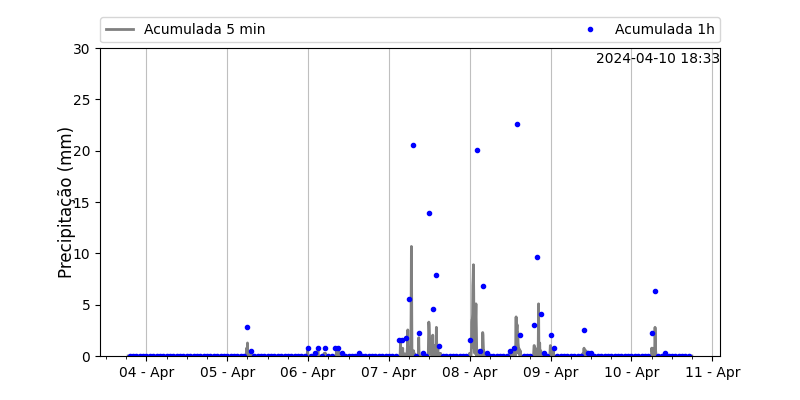 Acumulada 5 min
Acumulada 1h
2024-04-10 18:33
Precipitação (mm)
30
25
20
15
10
5
0
04 - Apr
05 - Apr
06 - Apr
07 - Apr
08 - Apr
09 - Apr
10 - Apr
11 - Apr